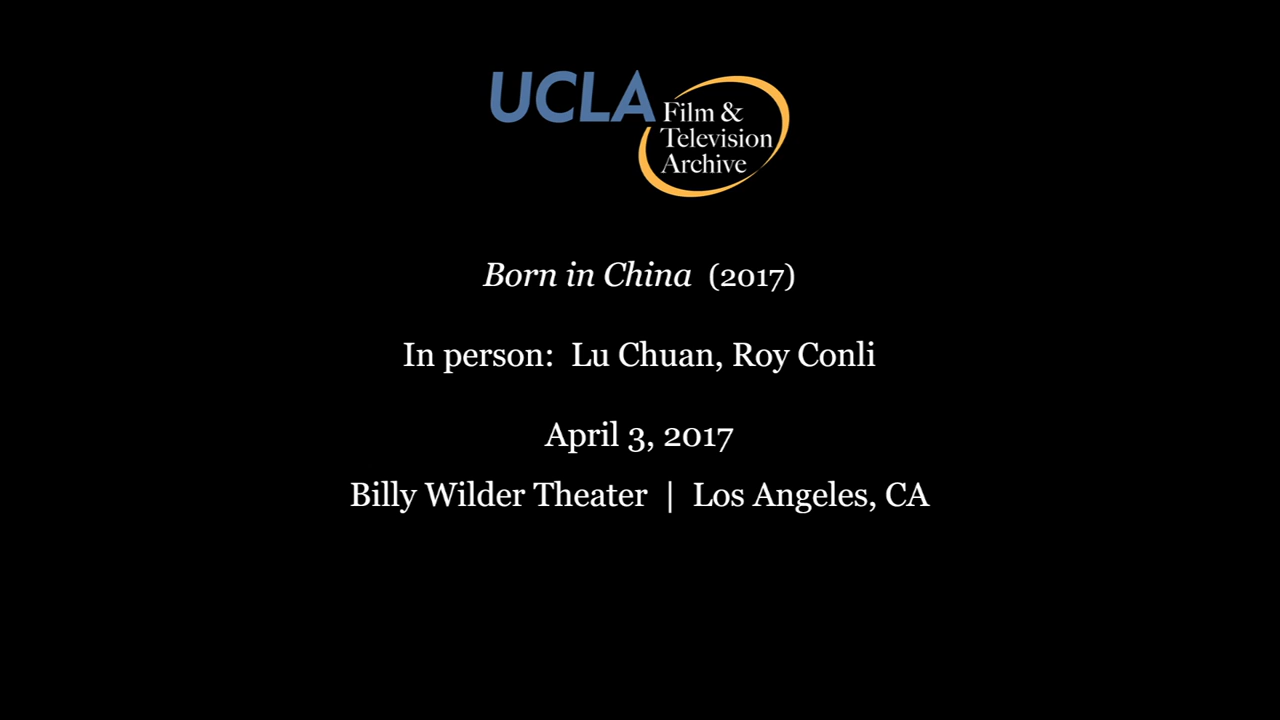 UCLA
Film &
Television
Archive
Born in China (2017)
In person: Lu Chuan, Roy Conli
April 3, 2017
Billy Wilder Theater | Los Angeles, CA